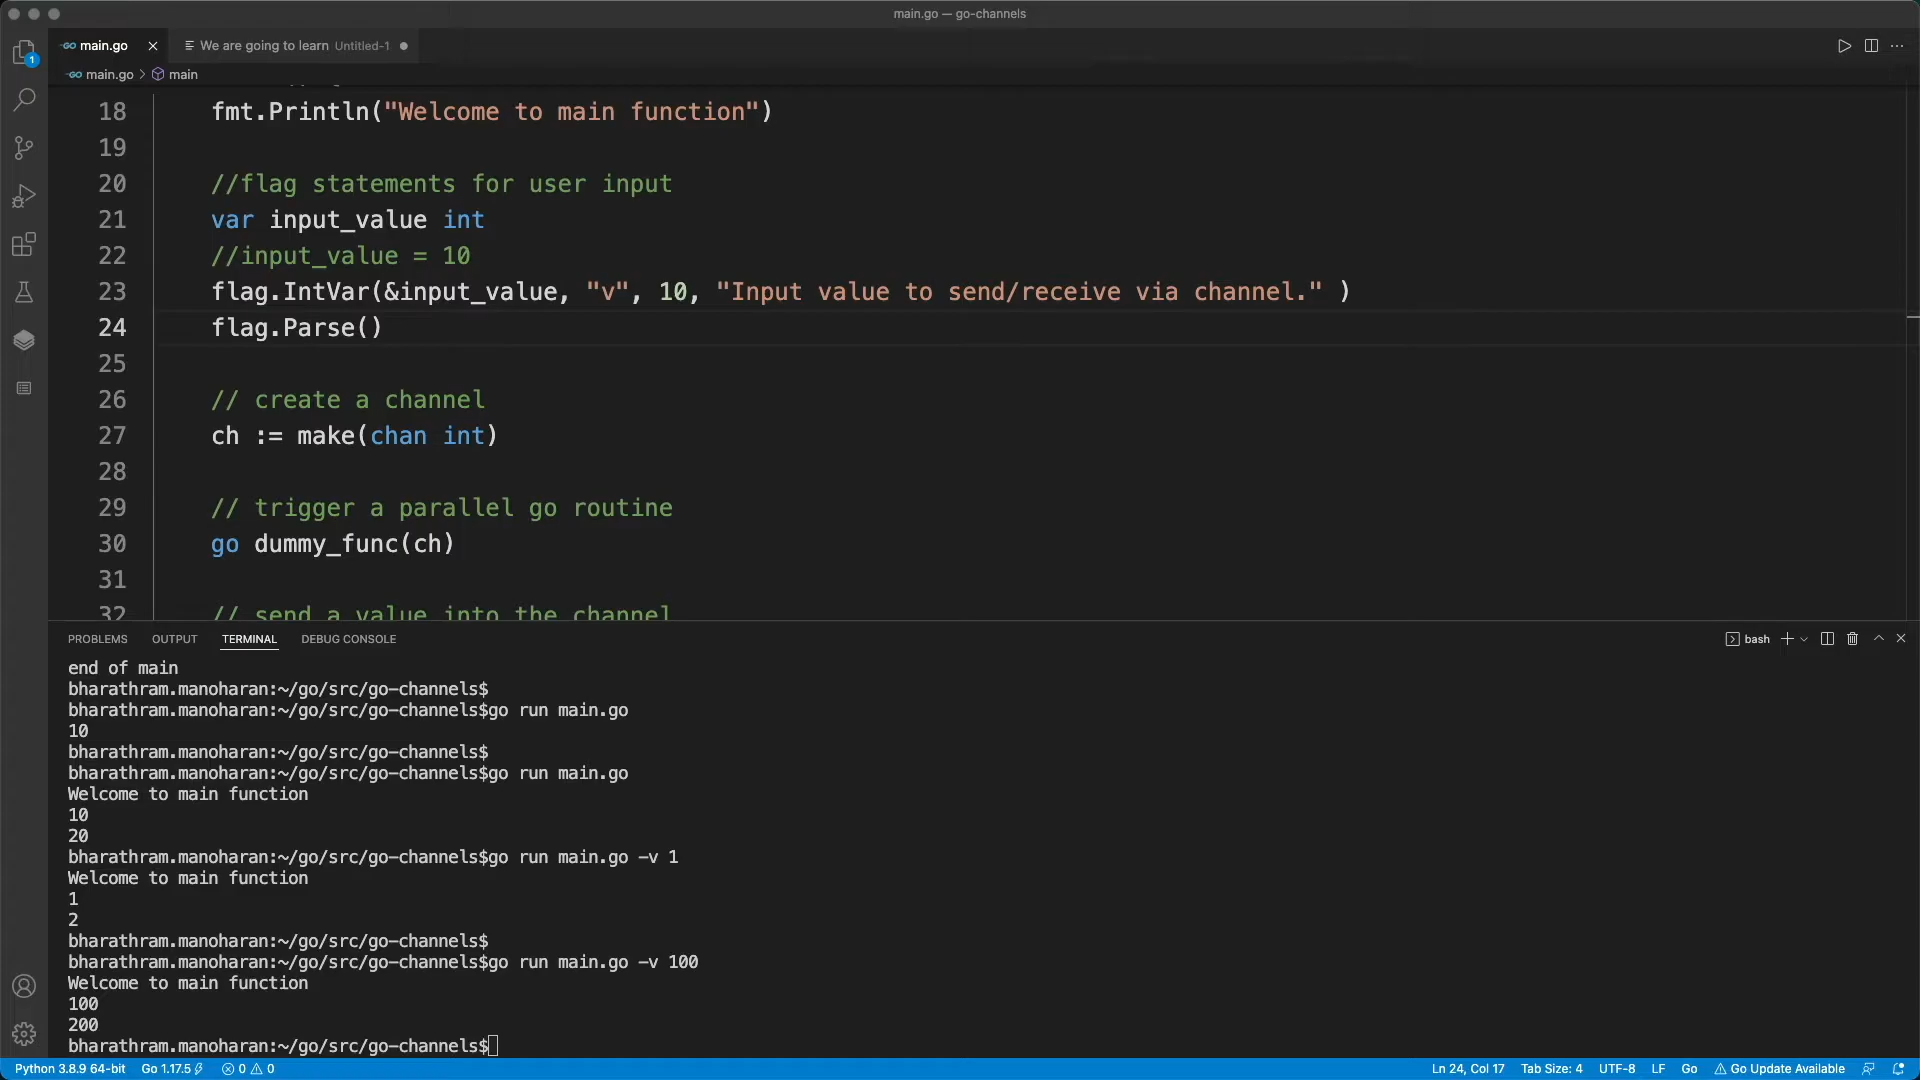 main.go — go-channels
main.go
We are going to learn Untitled-1
main.go > main
18 fmt.Println("Welcome to main function")
19
20 //flag statements for user input
21 var input_value int
22 //input_value = 10
23 flag.IntVar(&input_value, "v", 10, "Input value to send/receive via channel." )
24 flag.Parse()
25
26 // create a channel
27 ch := make(chan int)
28
29 // trigger a parallel go routine
30 go dummy_func(ch)
31
32 // send a value into the channel
PROBLEMS OUTPUT TERMINAL DEBUG CONSOLE bash
end of main
bharathram.manoharan:~/go/src/go-channels$
bharathram.manoharan:~/go/src/go-channels$go run main.go
10
bharathram.manoharan:~/go/src/go-channels$
bharathram.manoharan:~/go/src/go-channels$go run main.go
Welcome to main function
10
20
bharathram.manoharan:~/go/src/go-channels$go run main.go -v 1
Welcome to main function
1
2
bharathram.manoharan:~/go/src/go-channels$
bharathram.manoharan:~/go/src/go-channels$go run main.go -v 100
Welcome to main function
100
200
bharathram.manoharan:~/go/src/go-channels$
Python 3.8.9 64-bit Go 1.17.5 0 0 Ln 24, Col 17 Tab Size: 4 UTF-8 LF Go Go Update Available
1